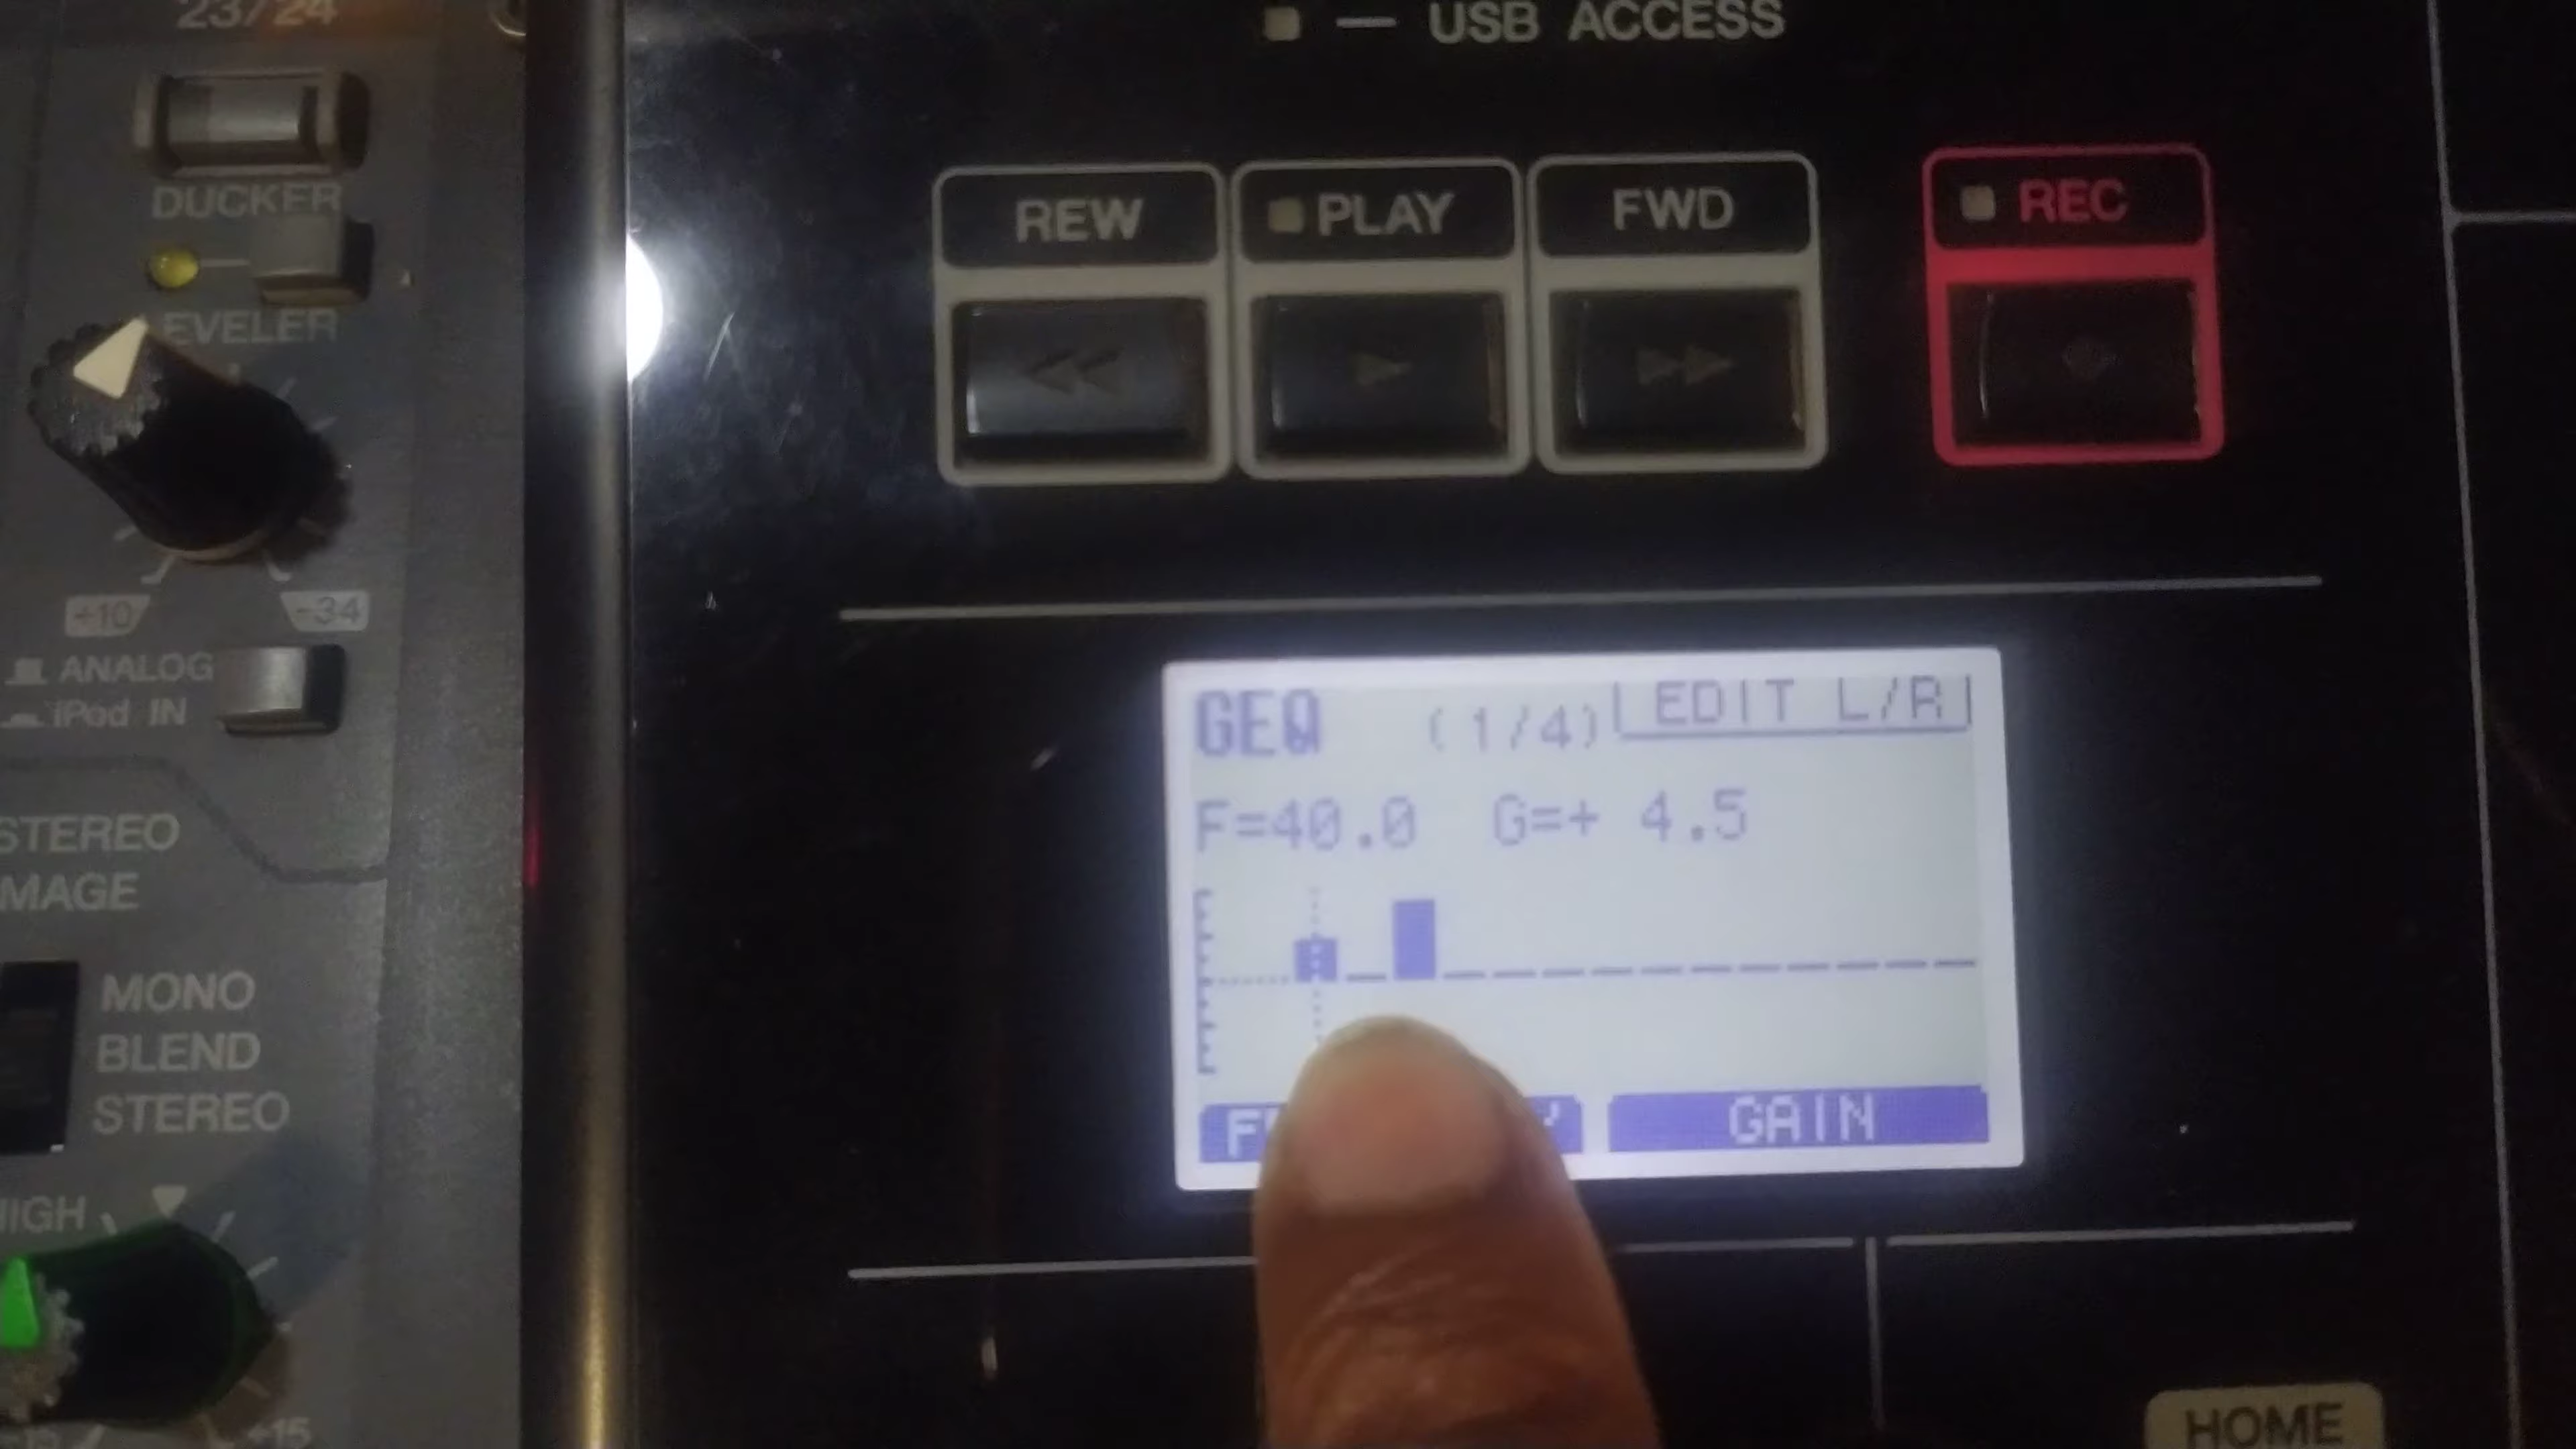 23/24
DUCKER
LEVELER
+10
-34
ANALOG
iPod IN
STEREO
MONO
BLEND
STEREO
HIGH
+15
USB ACCESS
REW
PLAY
FWD
REC
GEQ (1/4) EDIT L/R
F=40.0 G=+ 4.5
GAIN
HOME